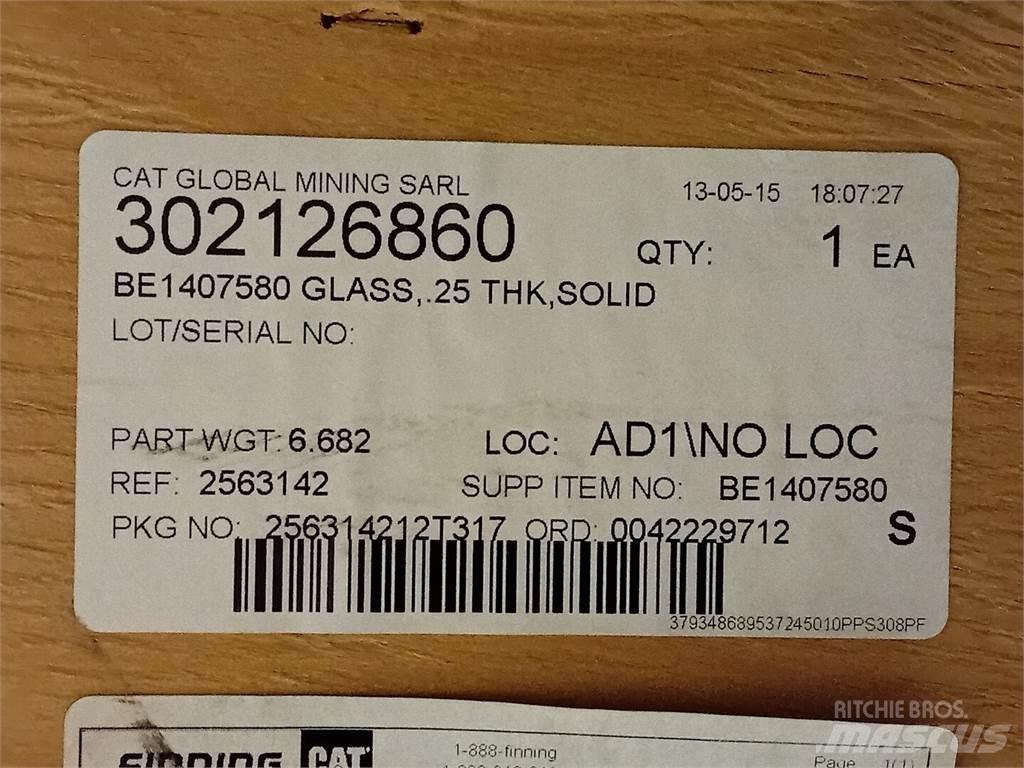 CAT GLOBAL MINING SARL 13-05-15 18:07:27
302126860 QTY: 1 EA
BE1407580 GLASS,.25 THK,SOLID
LOT/SERIAL NO:
PART WGT: 6.682 LOC: AD1\NO LOC
REF: 2563142 SUPP ITEM NO: BE1407580
PKG NO: 256314212T317 ORD: 0042229712 S
379348689537245010PPS308PF
FINNING CAT 1-888-finning
Page 1(1)
RITCHIE BROS.
MASCUS